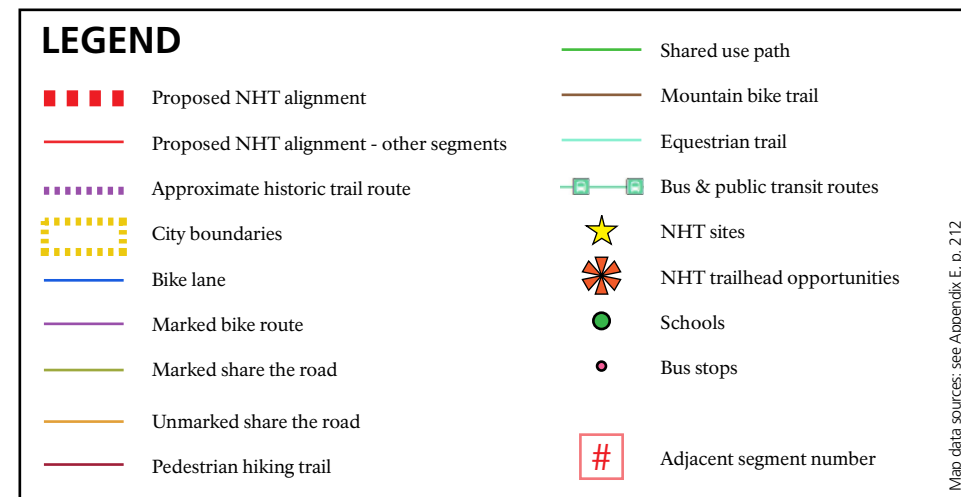 LEGEND
Proposed NHT alignment
Proposed NHT alignment - other segments
Approximate historic trail route
City boundaries
Bike lane
Marked bike route
Marked share the road
Unmarked share the road
Pedestrian hiking trail
Shared use path
Mountain bike trail
Equestrian trail
Bus & public transit routes
NHT sites
NHT trailhead opportunities
Schools
Bus stops
#
Adjacent segment number
Map data sources: see Appendix E, p. 212